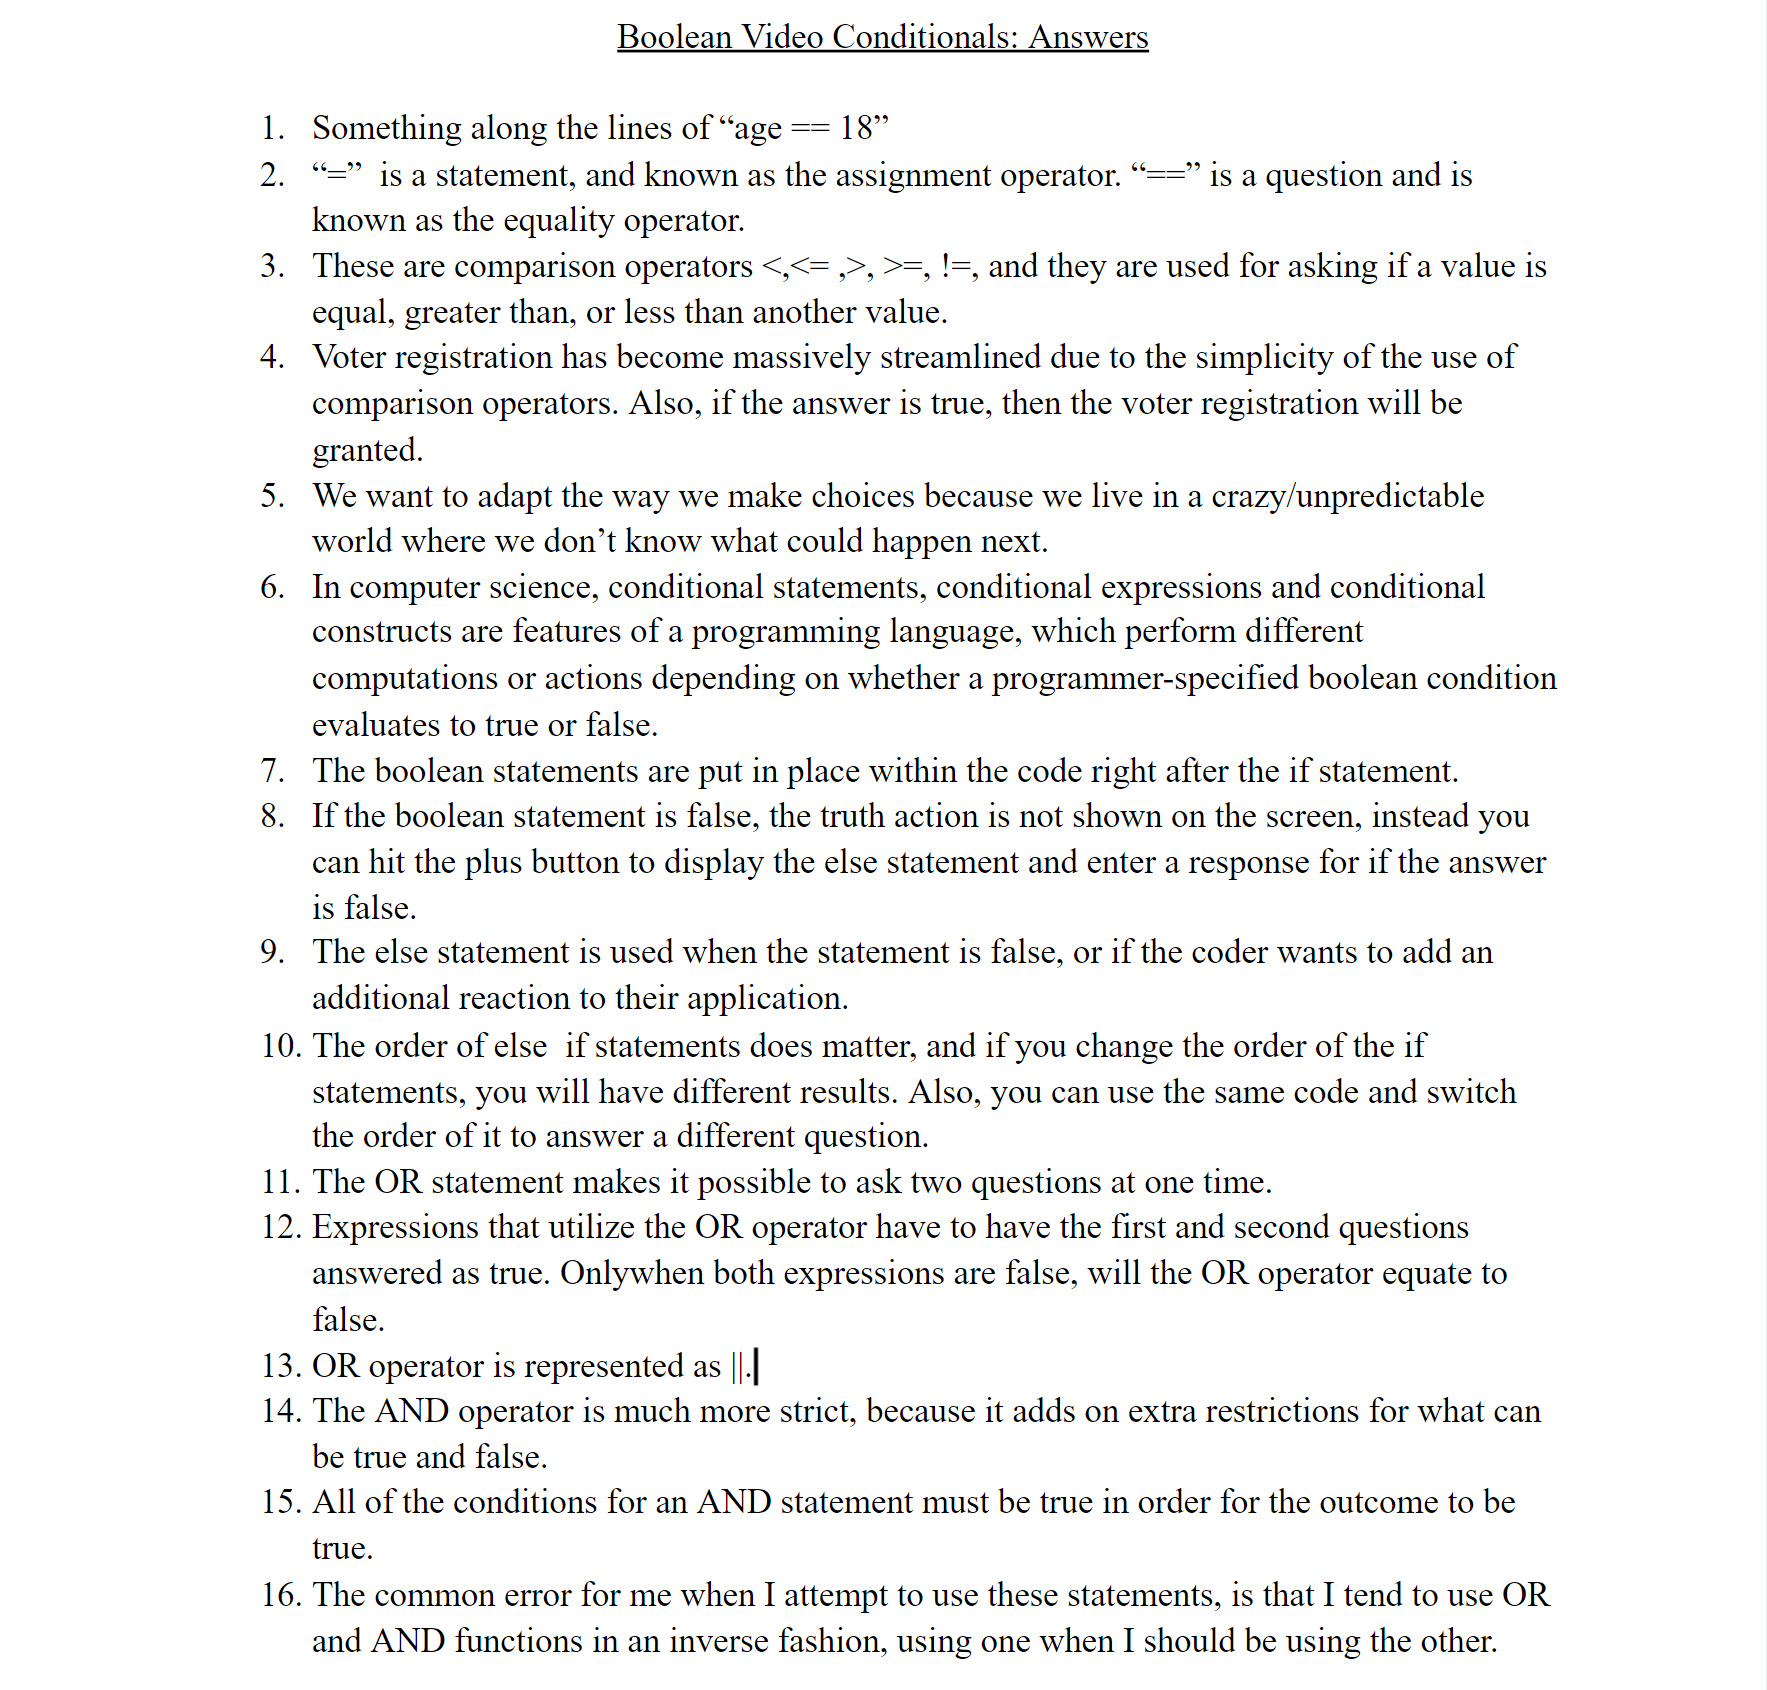 Boolean Video Conditionals: Answers
1. Something along the lines of “age == 18”
2. “=”  is a statement, and known as the assignment operator. “==” is a question and is
known as the equality operator.
3. These are comparison operators <,<= ,>, >=, !=, and they are used for asking if a value is
equal, greater than, or less than another value.
4. Voter registration has become massively streamlined due to the simplicity of the use of
comparison operators. Also, if the answer is true, then the voter registration will be
granted.
5. We want to adapt the way we make choices because we live in a crazy/unpredictable
world where we don’t know what could happen next.
6. In computer science, conditional statements, conditional expressions and conditional
constructs are features of a programming language, which perform different
computations or actions depending on whether a programmer-specified boolean condition
evaluates to true or false.
7. The boolean statements are put in place within the code right after the if statement.
8. If the boolean statement is false, the truth action is not shown on the screen, instead you
can hit the plus button to display the else statement and enter a response for if the answer
is false.
9. The else statement is used when the statement is false, or if the coder wants to add an
additional reaction to their application.
10. The order of else  if statements does matter, and if you change the order of the if
statements, you will have different results. Also, you can use the same code and switch
the order of it to answer a different question.
11. The OR statement makes it possible to ask two questions at one time.
12. Expressions that utilize the OR operator have to have the first and second questions
answered as true. Onlywhen both expressions are false, will the OR operator equate to
false.
13. OR operator is represented as ||.
14. The AND operator is much more strict, because it adds on extra restrictions for what can
be true and false.
15. All of the conditions for an AND statement must be true in order for the outcome to be
true.
16. The common error for me when I attempt to use these statements, is that I tend to use OR
and AND functions in an inverse fashion, using one when I should be using the other.